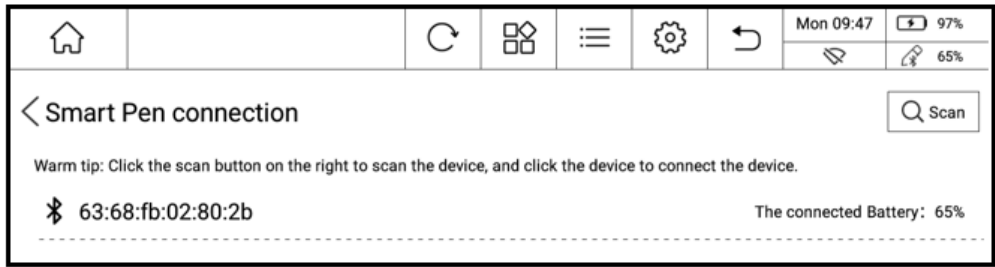 Mon 09:47
97%
65%
Smart Pen connection
Scan
Warm tip: Click the scan button on the right to scan the device, and click the device to connect the device.
63:68:fb:02:80:2b
The connected Battery: 65%